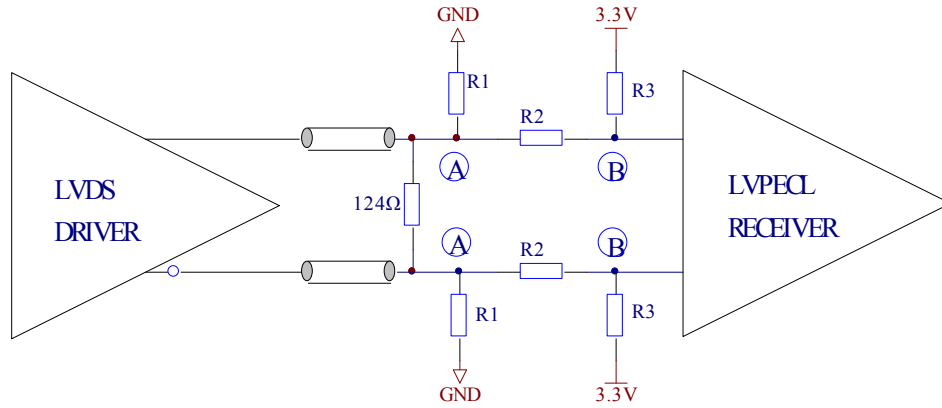 GND
3.3V
R1
R3
R2
A
B
LVDS
DRIVER
124Ω
LVPECL
RECEIVER
A
B
R2
R1
R3
GND
3.3V